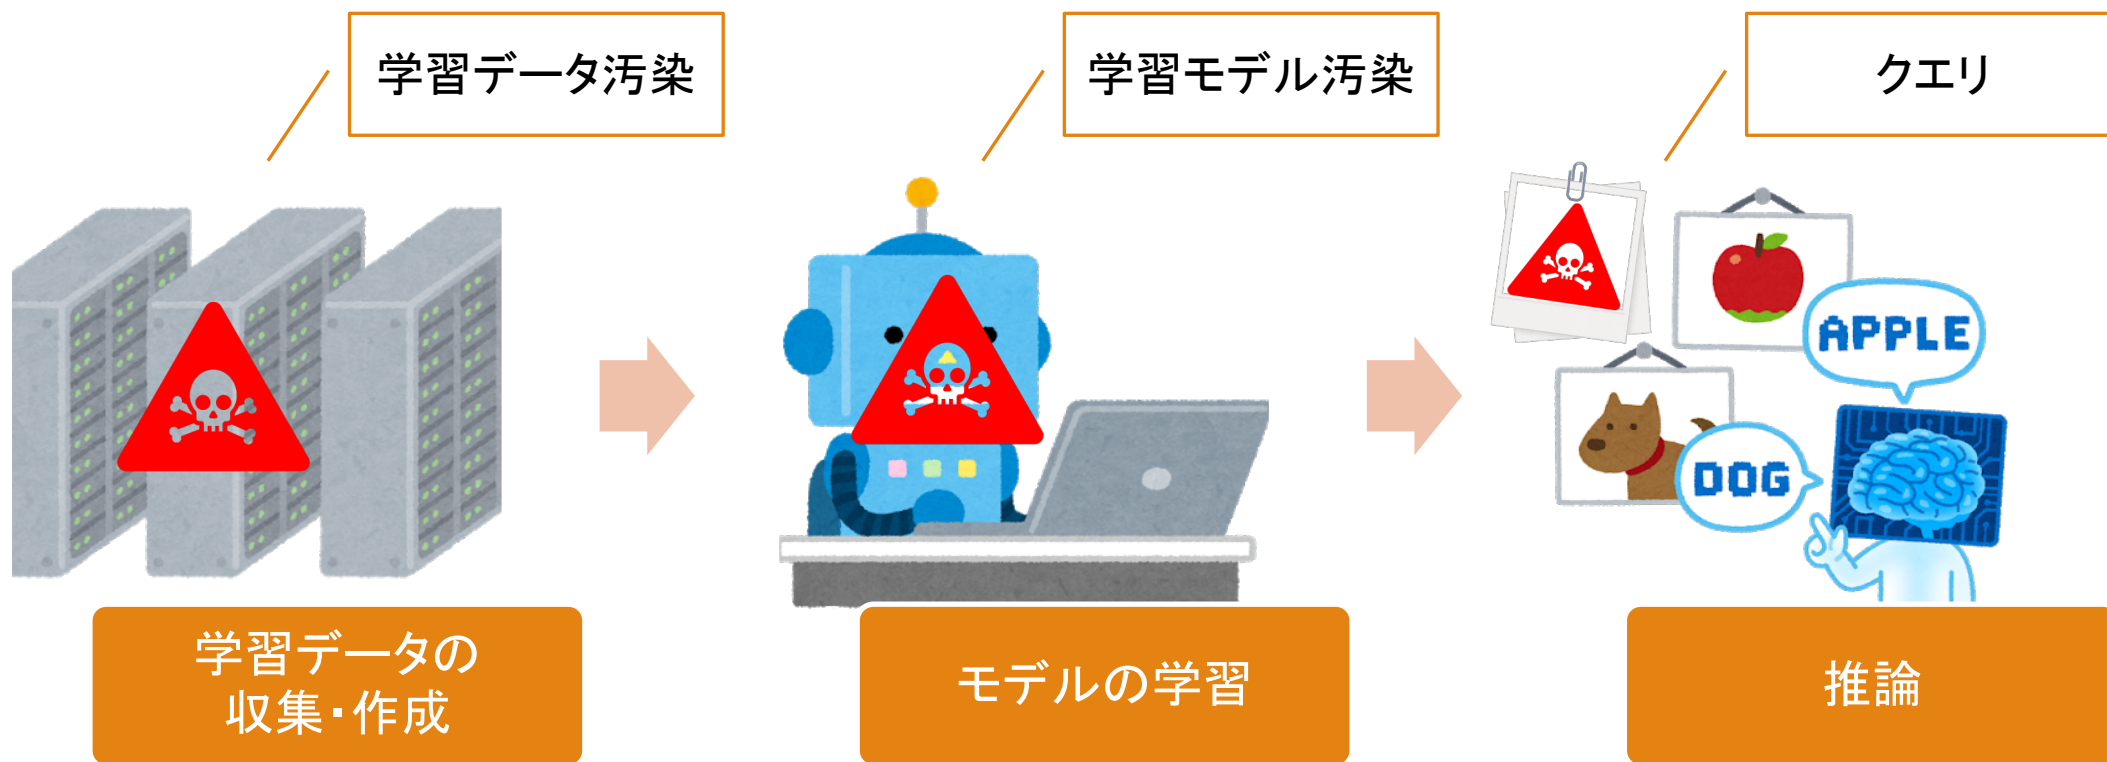 学習データ汚染
学習モデル汚染
クエリ
APPLE
DOG
学習データの
収集・作成
モデルの学習
推論